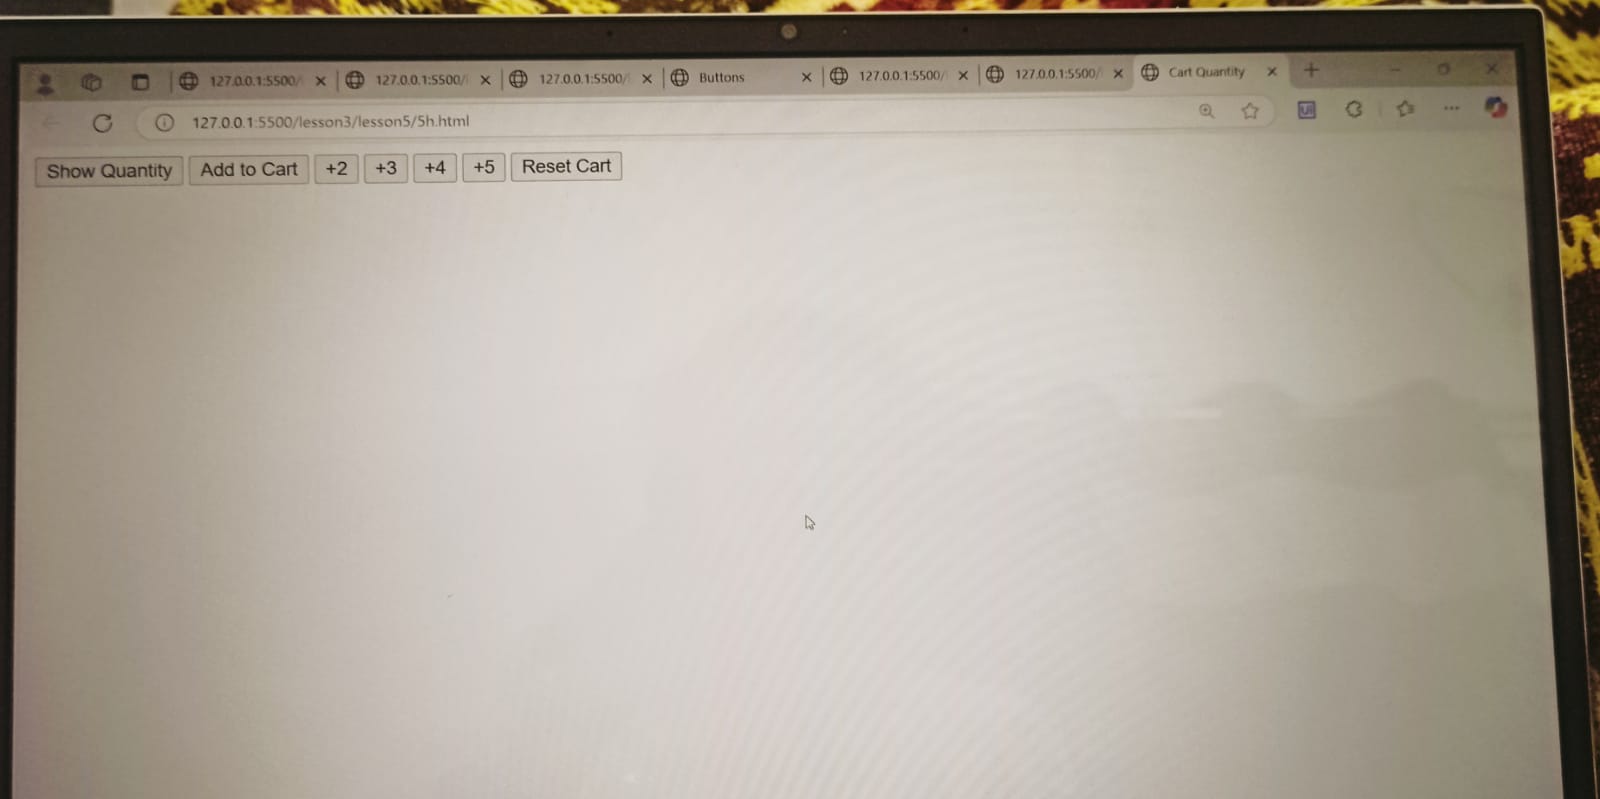 127.0.0.1:5500/ 127.0.0.1:5500/ 127.0.0.1:5500/ Buttons 127.0.0.1:5500/ 127.0.0.1:5500/ Cart Quantity
127.0.0.1:5500/lesson3/lesson5/5h.html
Show Quantity Add to Cart +2 +3 +4 +5 Reset Cart